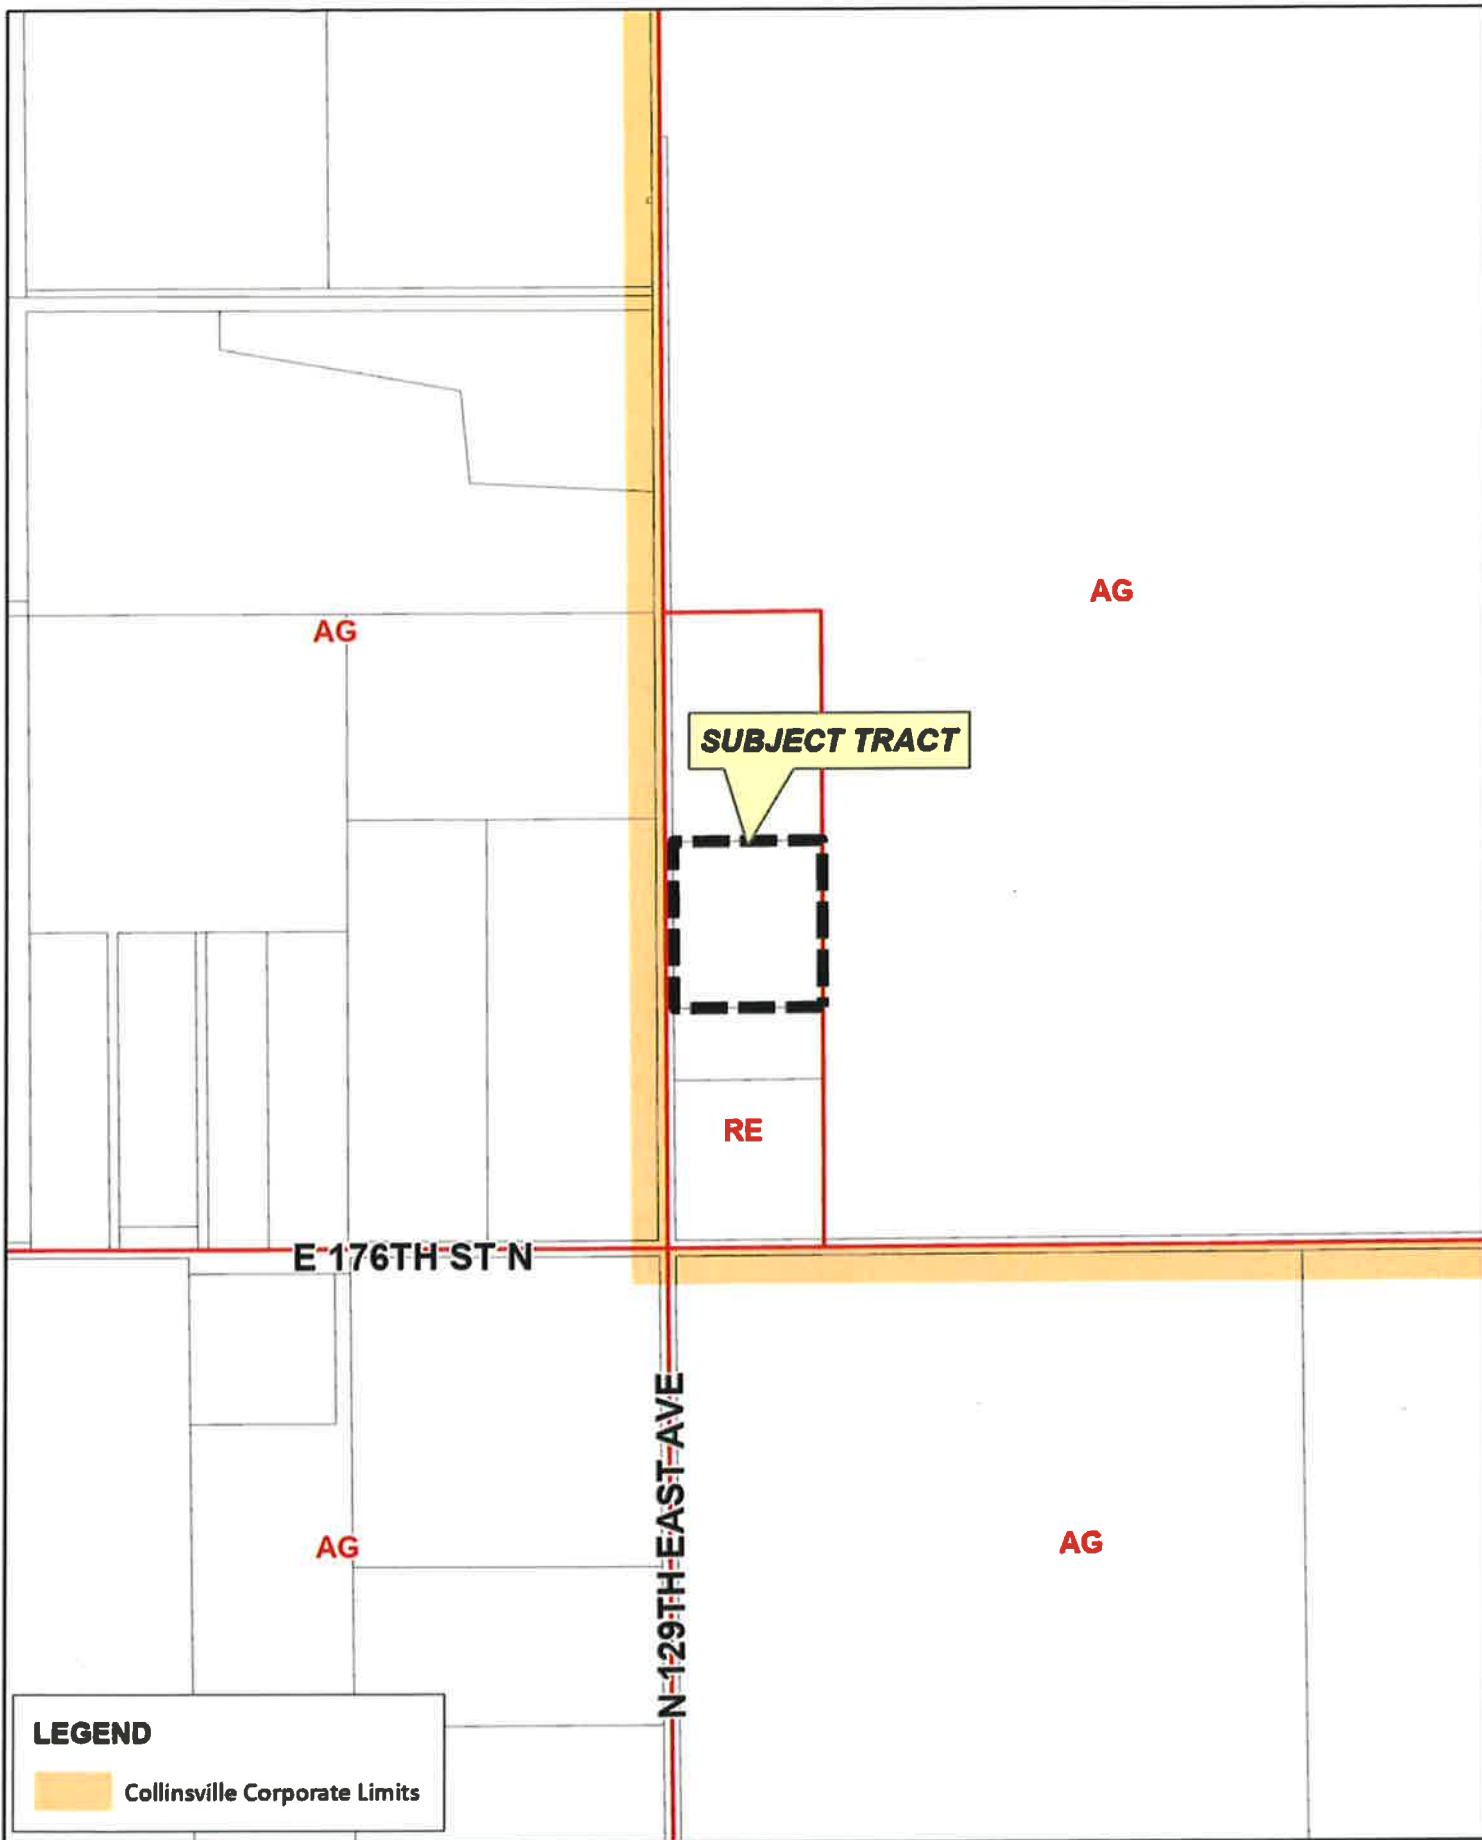 AG
AG
SUBJECT TRACT
RE
E 176TH ST N
N 129TH EAST AVE
AG
AG
LEGEND
Collinsville Corporate Limits